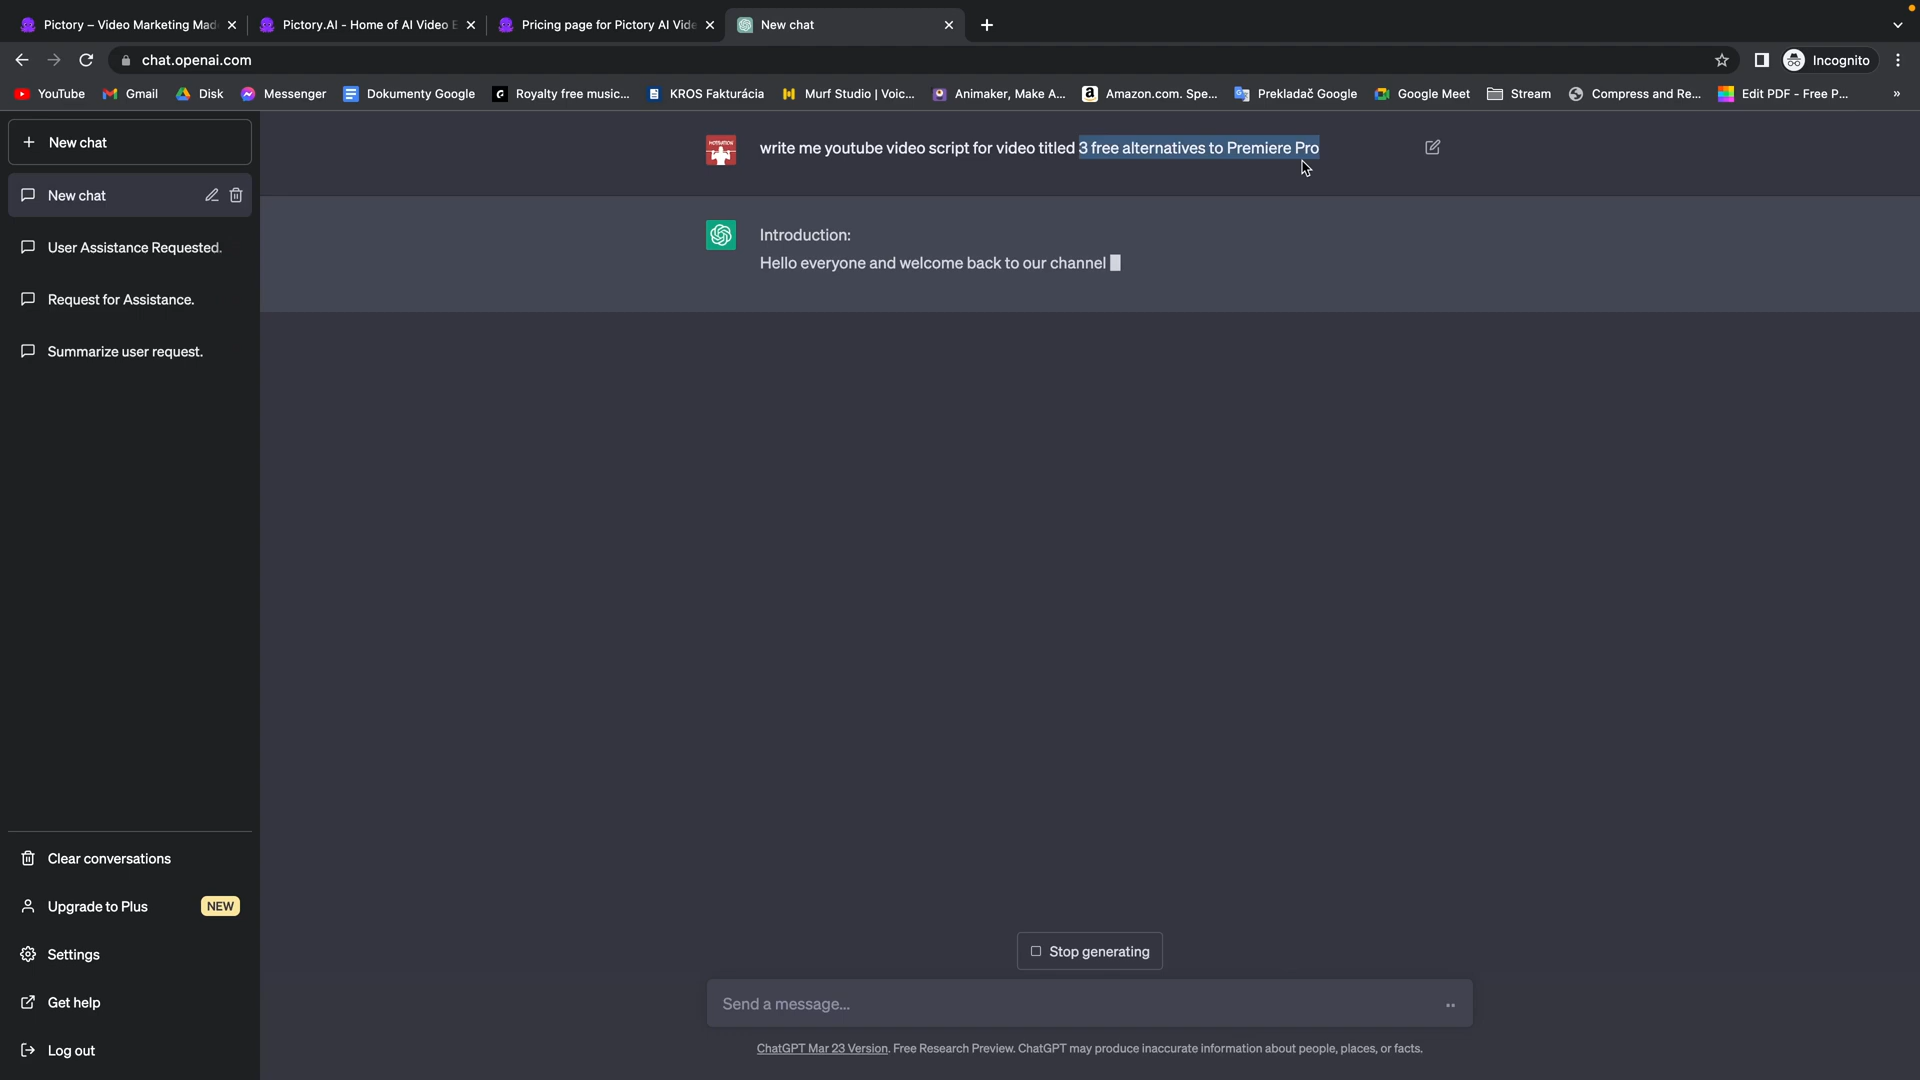 Pictory – Video Marketing Mad
Pictory.AI - Home of AI Video E
Pricing page for Pictory AI Vide
New chat
chat.openai.com
Incognito
YouTube
Gmail
Disk
Messenger
Dokumenty Google
Royalty free music...
KROS Fakturácia
Murf Studio | Voic...
Animaker, Make A...
Amazon.com. Spe...
Prekladač Google
Google Meet
Stream
Compress and Re...
Edit PDF - Free P...
»
+ New chat
New chat
User Assistance Requested.
Request for Assistance.
Summarize user request.
MOTIVATION
write me youtube video script for video titled 3 free alternatives to Premiere Pro
Introduction:
Hello everyone and welcome back to our channel
Stop generating
Send a message...
ChatGPT Mar 23 Version. Free Research Preview. ChatGPT may produce inaccurate information about people, places, or facts.
Clear conversations
Upgrade to Plus
NEW
Settings
Get help
Log out